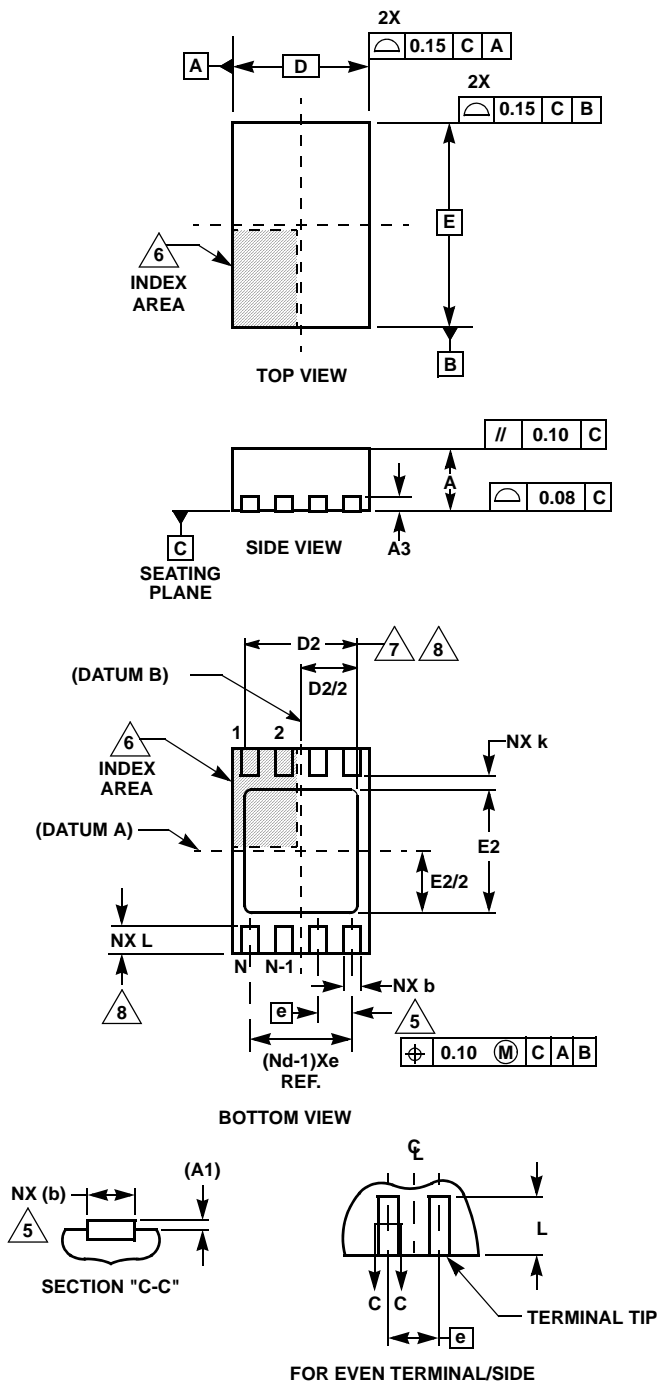 2X
⌓ 0.15 C A
A
D
2X
⌓ 0.15 C B
E
6
INDEX
AREA
B
TOP VIEW
// 0.10 C
A
⌓ 0.08 C
C
SIDE VIEW
A3
SEATING
PLANE
D2
7
8
(DATUM B)
D2/2
1
2
6
INDEX
AREA
NX k
(DATUM A)
E2
E2/2
NX L
N
N-1
NX b
8
e
5
(Nd-1)Xe
REF.
⌖ 0.10 Ⓜ C A B
BOTTOM VIEW
(A1)
NX (b)
5
SECTION "C-C"
℄
L
C
C
TERMINAL TIP
e
FOR EVEN TERMINAL/SIDE